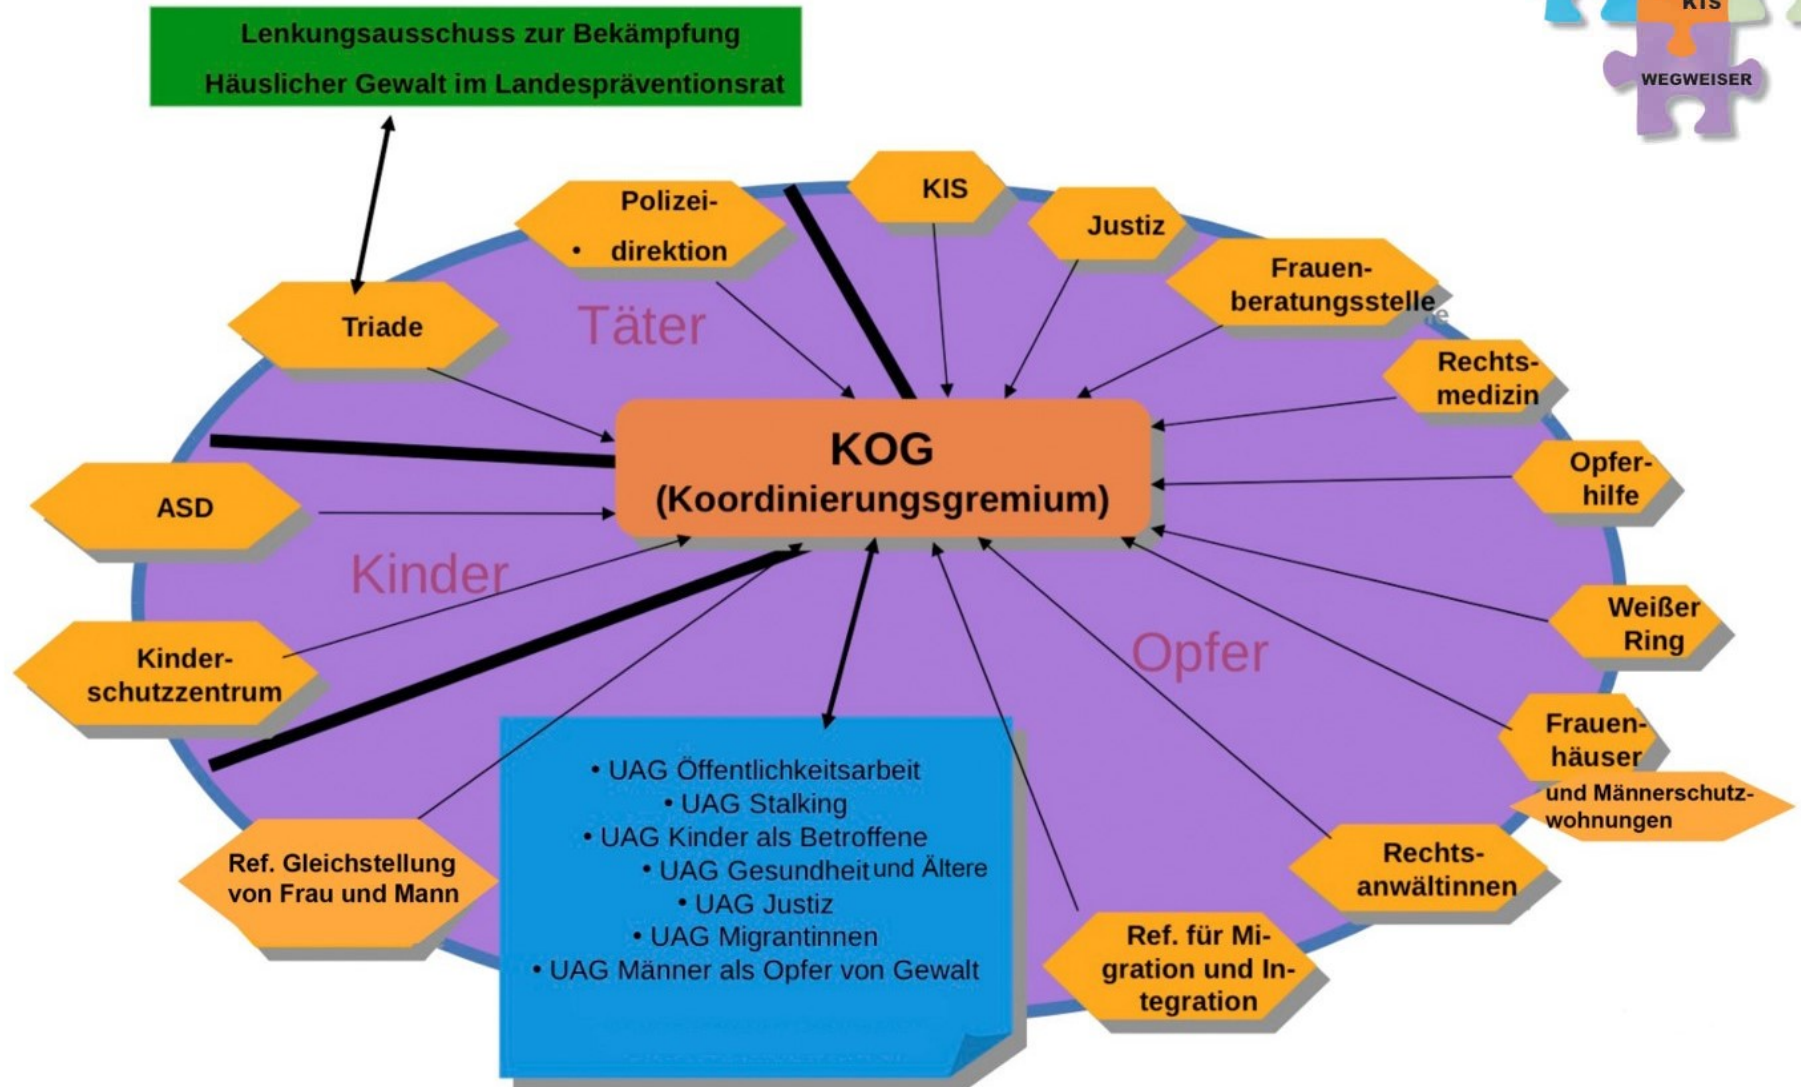 Lenkungsausschuss zur Bekämpfung
Häuslicher Gewalt im Landespräventionsrat
KTS
WEGWEISER
Polizei-
• direktion
KIS
Justiz
Frauen-
beratungsstelle
Triade
Täter
Rechts-
medizin
KOG
(Koordinierungsgremium)
Opfer-
hilfe
ASD
Kinder
Kinder-
schutzzentrum
Weißer
Ring
Opfer
Frauen-
häuser
und Männerschutz-
wohnungen
Ref. Gleichstellung
von Frau und Mann
• UAG Öffentlichkeitsarbeit
• UAG Stalking
• UAG Kinder als Betroffene
• UAG Gesundheit und Ältere
• UAG Justiz
• UAG Migrantinnen
• UAG Männer als Opfer von Gewalt
Rechts-
anwältinnen
Ref. für Mi-
gration und In-
tegration